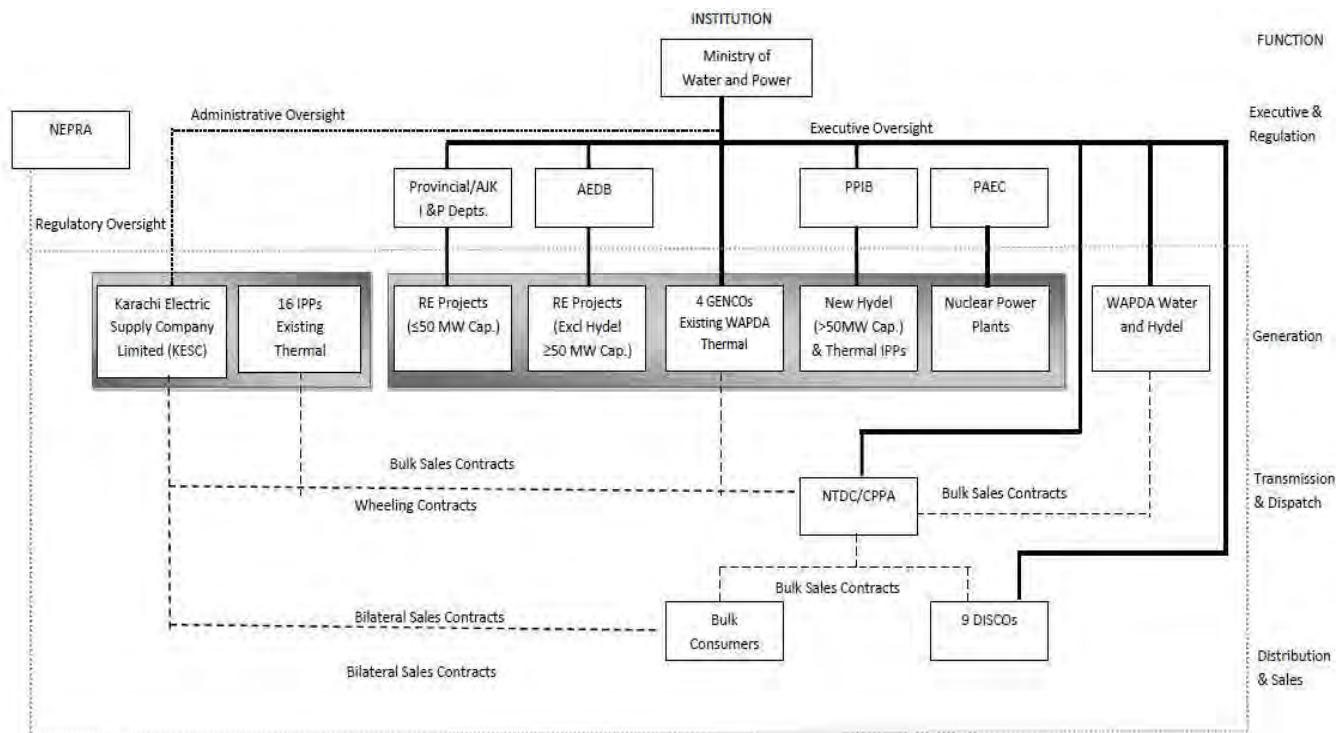 INSTITUTION
FUNCTION
Ministry of
Water and Power
NEPRA
Administrative Oversight
Executive Oversight
Executive &
Regulation
Provincial/AJK
I &P Depts.
AEDB
PPIB
PAEC
Regulatory Oversight
Karachi Electric
Supply Company
Limited (KESC)
16 IPPs
Existing
Thermal
RE Projects
(≤50 MW Cap.)
RE Projects
(Excl Hydel
≥50 MW Cap.)
4 GENCOs
Existing WAPDA
Thermal
New Hydel
(>50MW Cap.)
& Thermal IPPs
Nuclear Power
Plants
WAPDA Water
and Hydel
Generation
Bulk Sales Contracts
Wheeling Contracts
NTDC/CPPA
Bulk Sales Contracts
Transmission
& Dispatch
Bulk Sales Contracts
Bilateral Sales Contracts
Bulk
Consumers
9 DISCOs
Bilateral Sales Contracts
Distribution
& Sales